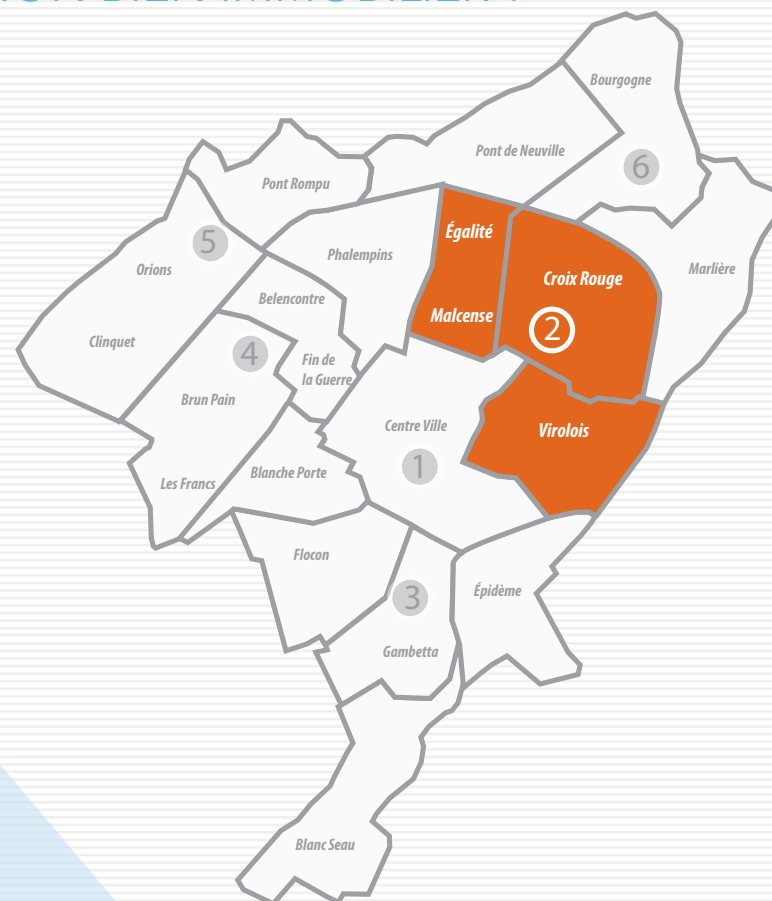 Bourgogne
Pont de Neuville
6
Pont Rompu
Égalité
5
Phalempins
Marlière
Orions
Croix Rouge
Belencontre
Malcense
2
Clinquet
4
Fin de
la Guerre
Brun Pain
Centre Ville
Virolois
1
Blanche Porte
Les Francs
Flocon
Épidème
3
Gambetta
Blanc Seau